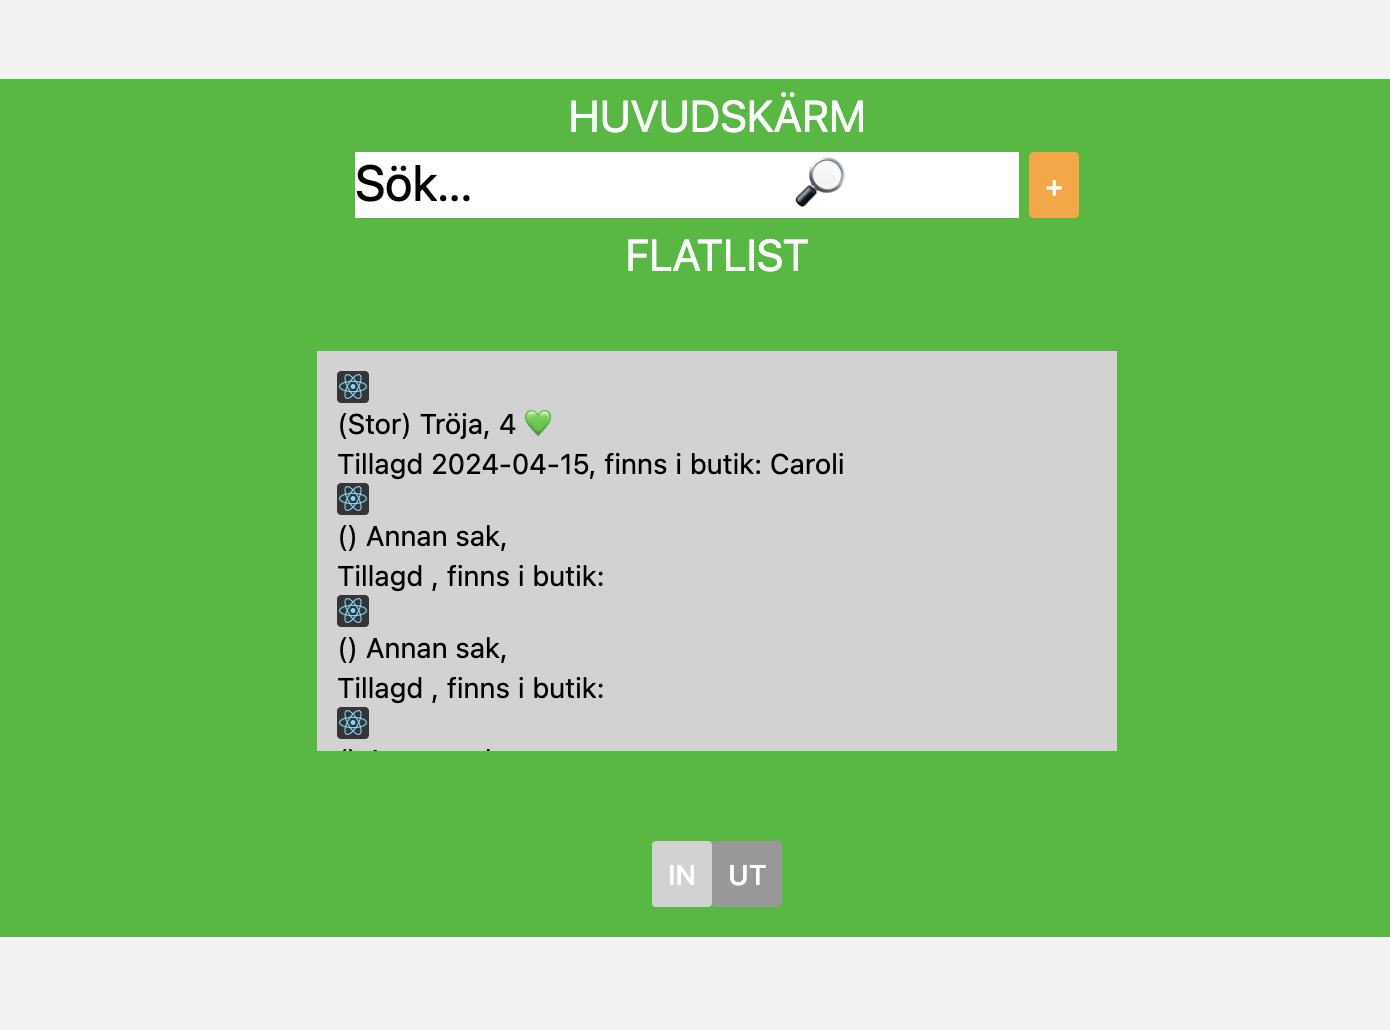 HUVUDSKÄRM
Sök... 🔎 +
FLATLIST
(Stor) Tröja, 4 💚
Tillagd 2024-04-15, finns i butik: Caroli
() Annan sak,
Tillagd , finns i butik:
() Annan sak,
Tillagd , finns i butik:
IN UT